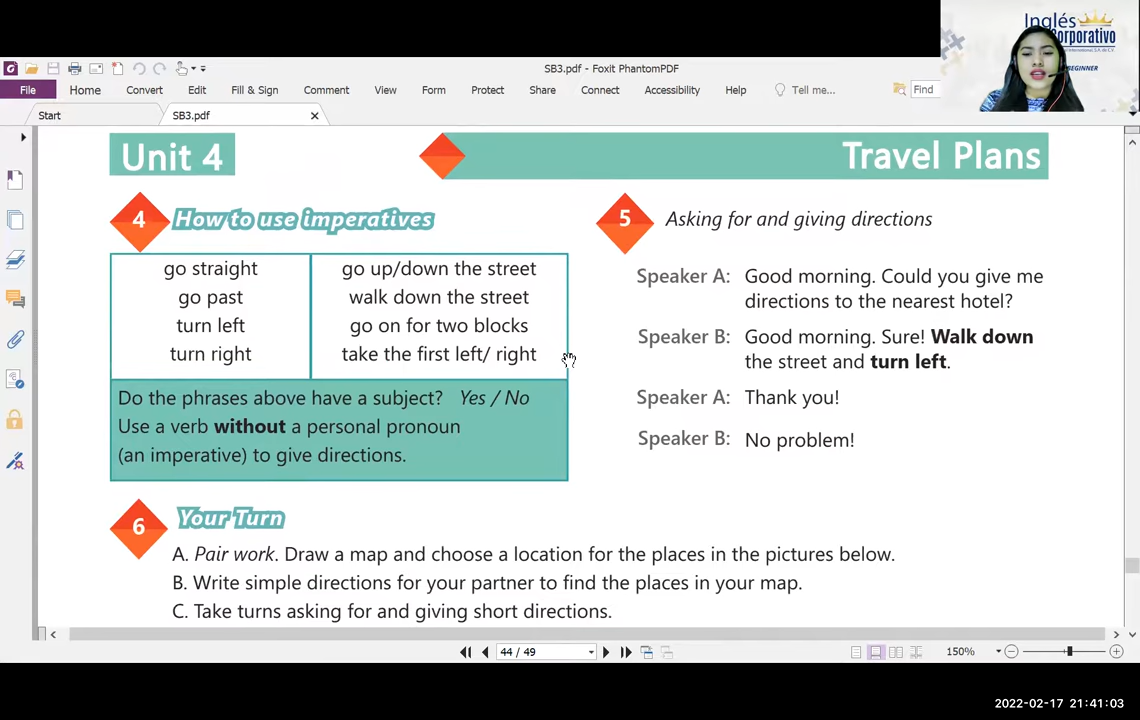 Inglés
Corporativo
BEGINNER
SB3.pdf - Foxit PhantomPDF
File Home Convert Edit Fill & Sign Comment View Form Protect Share Connect Accessibility Help Tell me... Find
Start SB3.pdf
Unit 4
Travel Plans
4 How to use imperatives
go straight
go past
turn left
turn right
go up/down the street
walk down the street
go on for two blocks
take the first left/ right
Do the phrases above have a subject? Yes / No
Use a verb without a personal pronoun
(an imperative) to give directions.
5 Asking for and giving directions
Speaker A: Good morning. Could you give me
directions to the nearest hotel?
Speaker B: Good morning. Sure! Walk down
the street and turn left.
Speaker A: Thank you!
Speaker B: No problem!
6 Your Turn
A. Pair work. Draw a map and choose a location for the places in the pictures below.
B. Write simple directions for your partner to find the places in your map.
C. Take turns asking for and giving short directions.
44 / 49
150%
2022-02-17 21:41:03